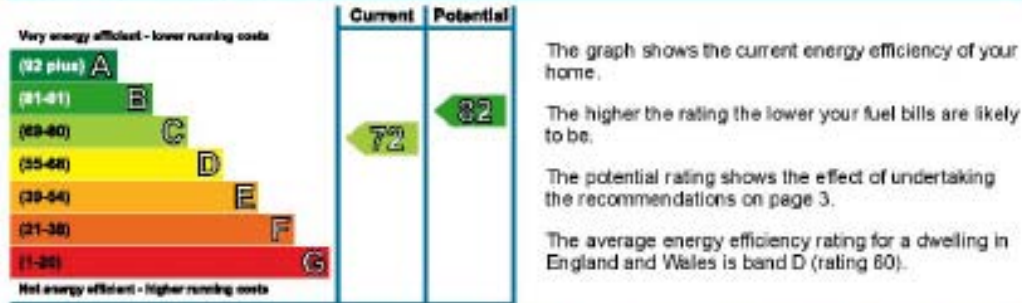 Current Potential
Very energy efficient - lower running costs
(92 plus) A
(81-91) B
82
(69-80) C
72
(55-68) D
(39-54) E
(21-38) F
(1-20) G
Not energy efficient - higher running costs
The graph shows the current energy efficiency of your
home.
The higher the rating the lower your fuel bills are likely
to be.
The potential rating shows the effect of undertaking
the recommendations on page 3.
The average energy efficiency rating for a dwelling in
England and Wales is band D (rating 60).